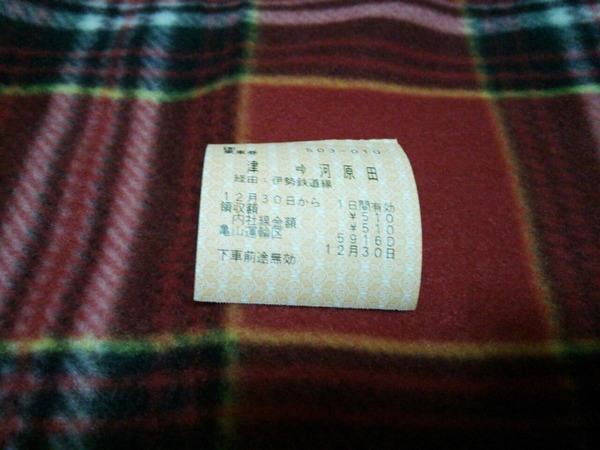 乗車券 503-010
津 河原田
経由:伊勢鉄道線
12月30日から 1日間有効
領収額 ¥510
内社線金額 ¥510
亀山運輸区 5916D
12月30日
下車前途無効